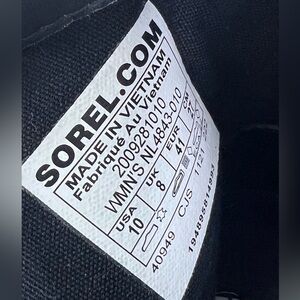 SOREL.COM
MADE IN VIETNAM
Fabriqué Au Vietnam
2009281010
WMN'S NL4843-010
USA UK EUR
10 8 41
40949 CJS